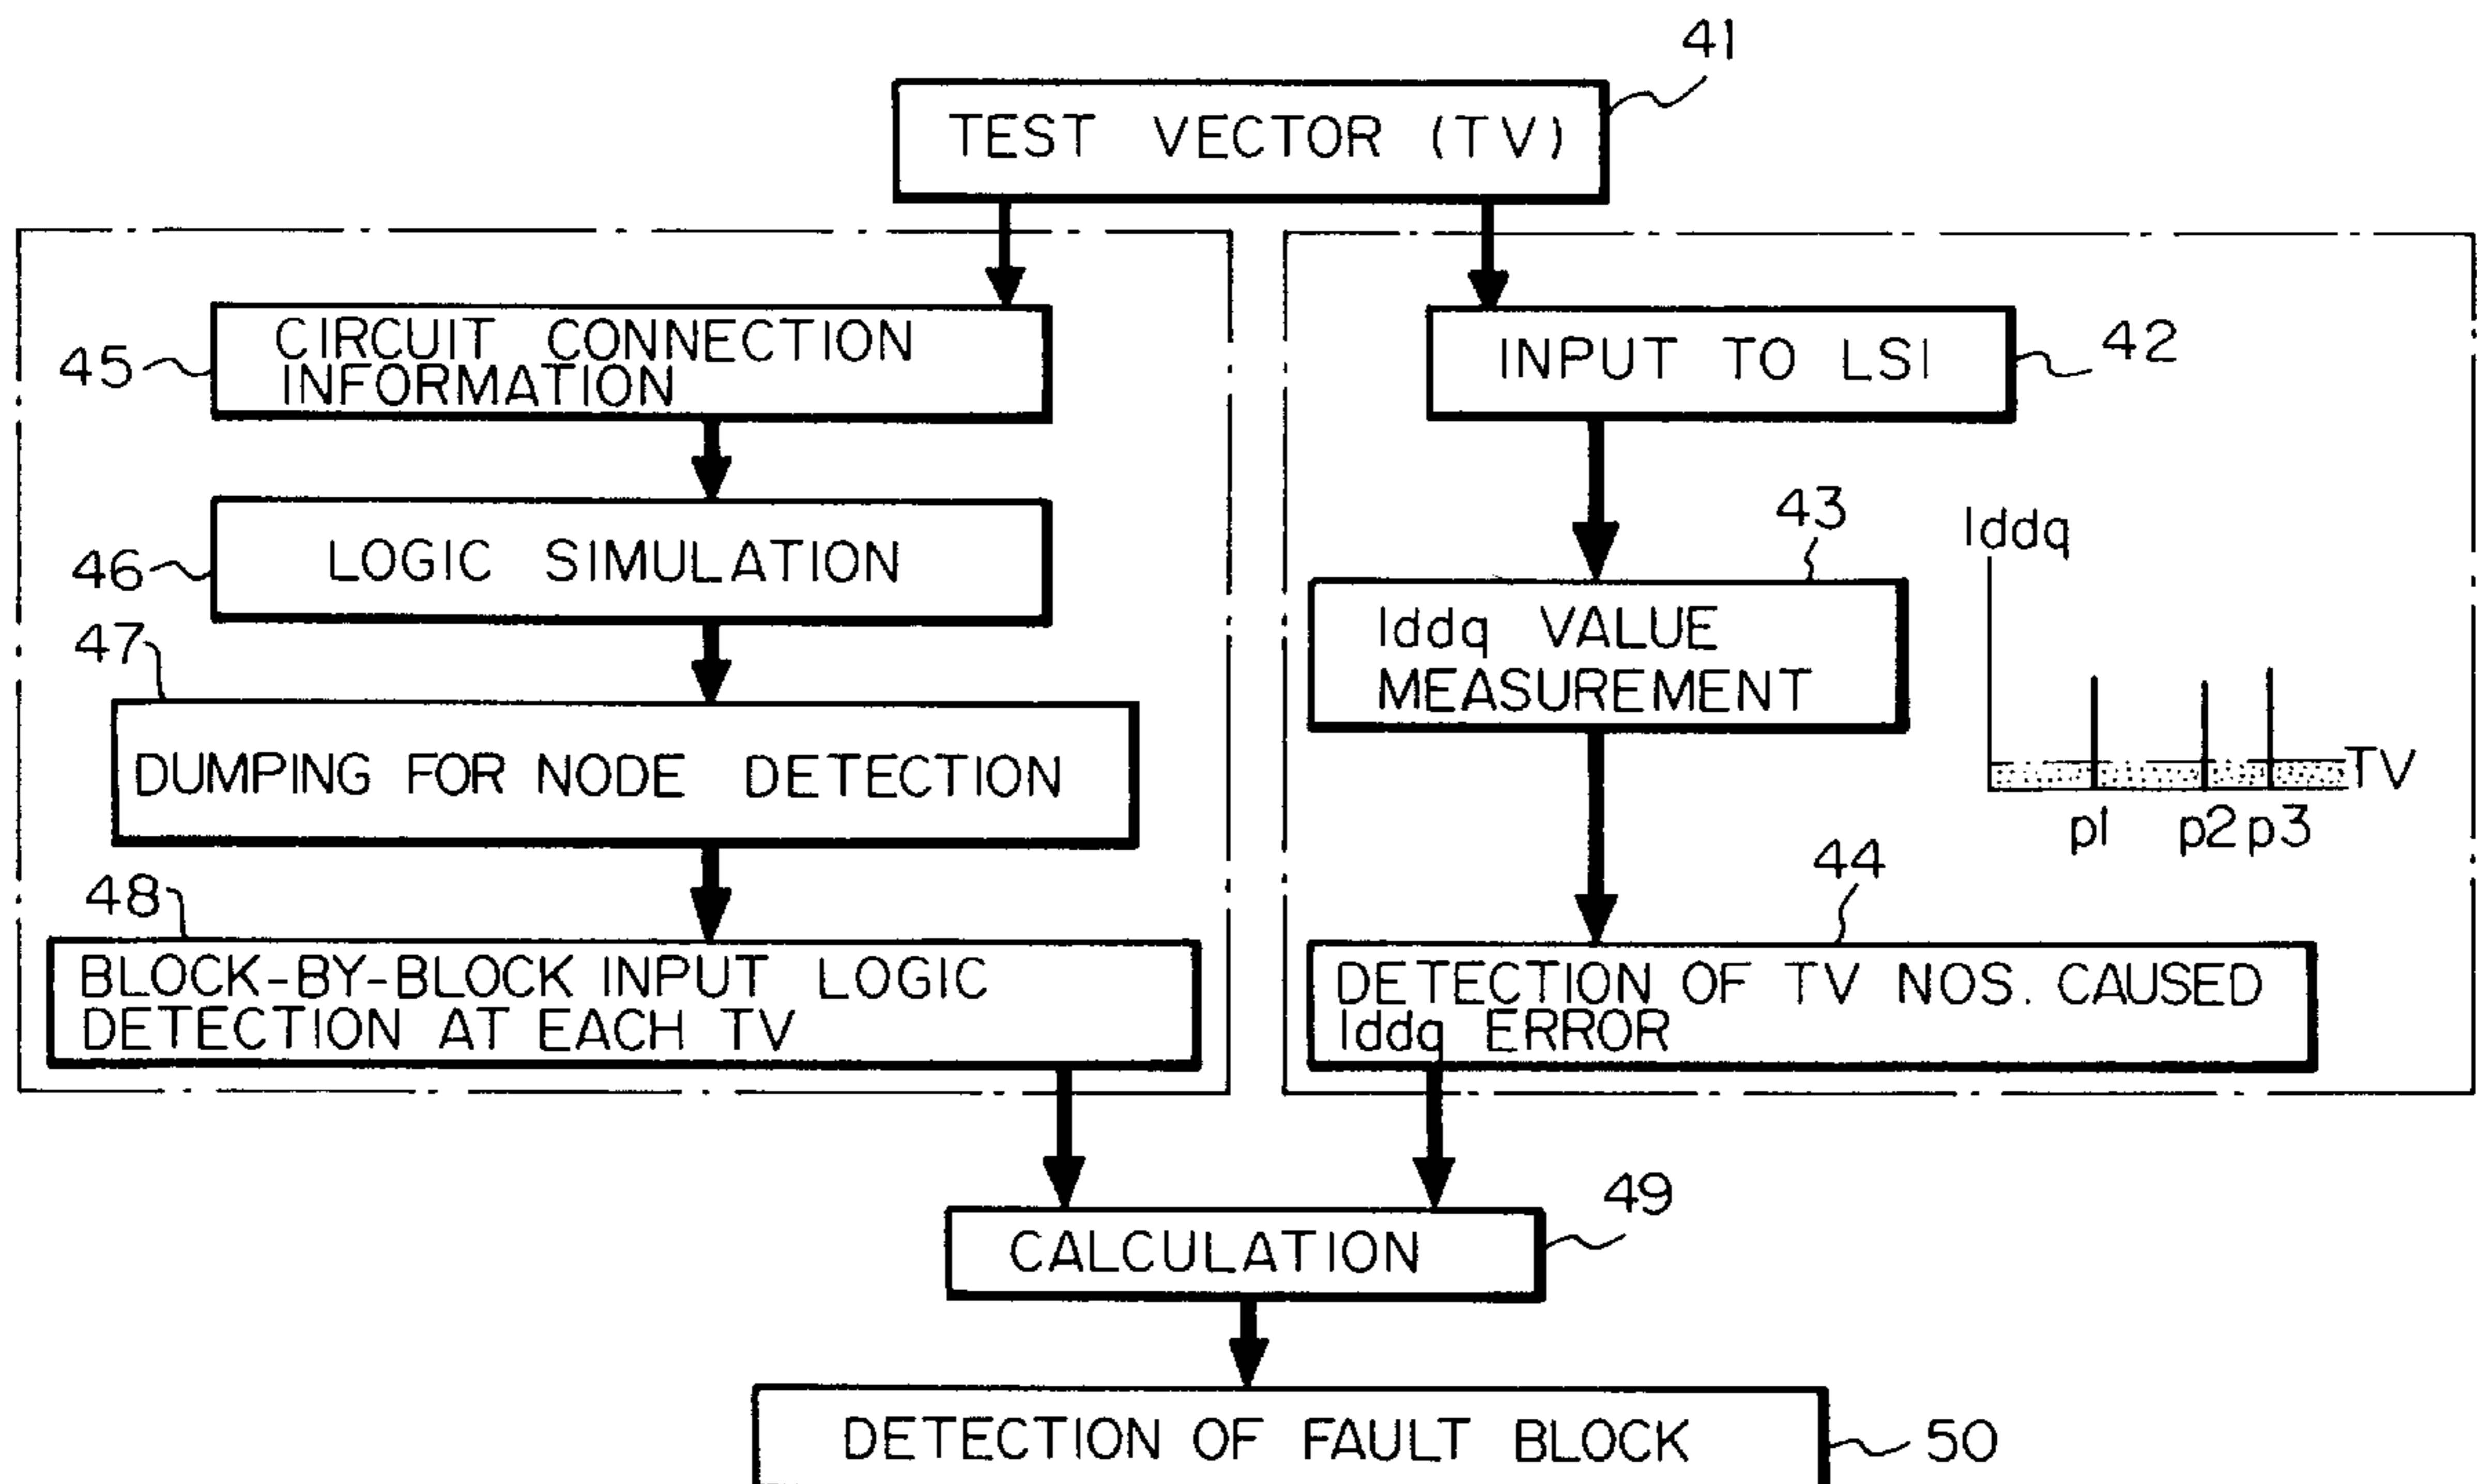 41
TEST VECTOR (TV)
CIRCUIT CONNECTION
INFORMATION
45
INPUT TO LSI
42
LOGIC SIMULATION
46
43
Iddq VALUE
MEASUREMENT
Iddq
TV
p1 p2 p3
47
DUMPING FOR NODE DETECTION
48
BLOCK-BY-BLOCK INPUT LOGIC
DETECTION AT EACH TV
44
DETECTION OF TV NOS. CAUSED
Iddq ERROR
49
CALCULATION
DETECTION OF FAULT BLOCK
50